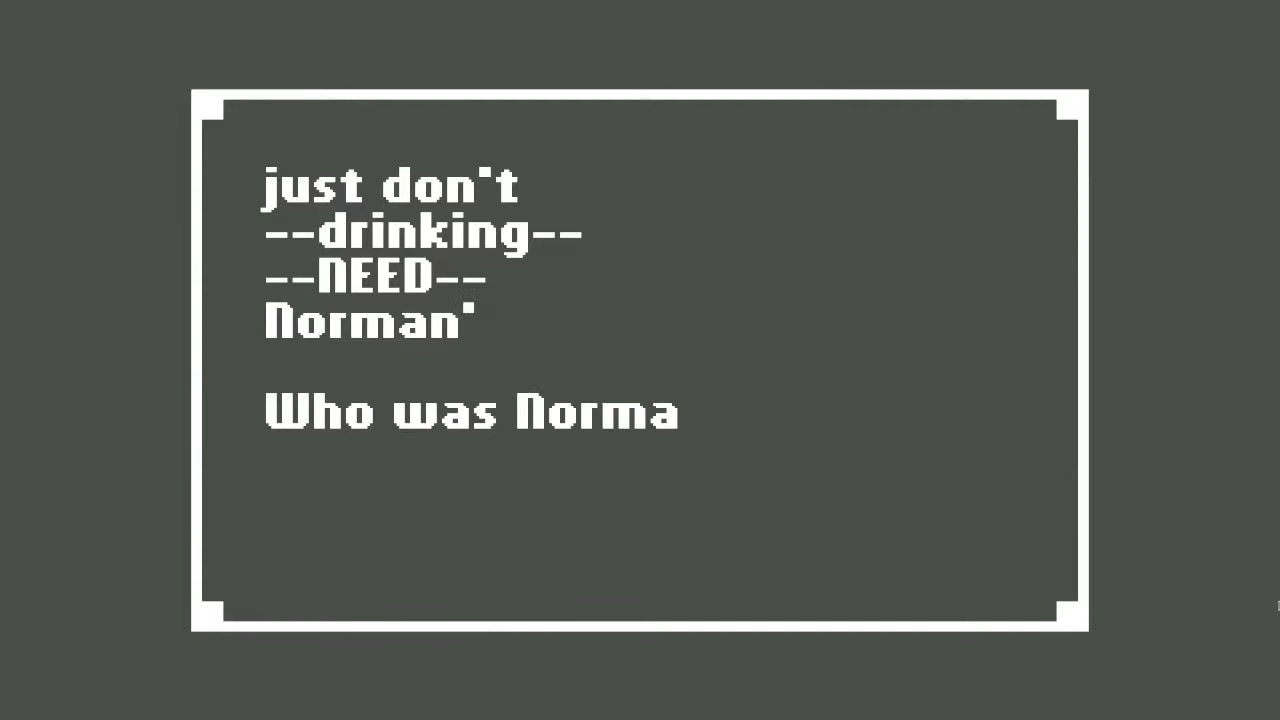 just don't
--drinking--
--NEED--
Norman'
Who was Norma